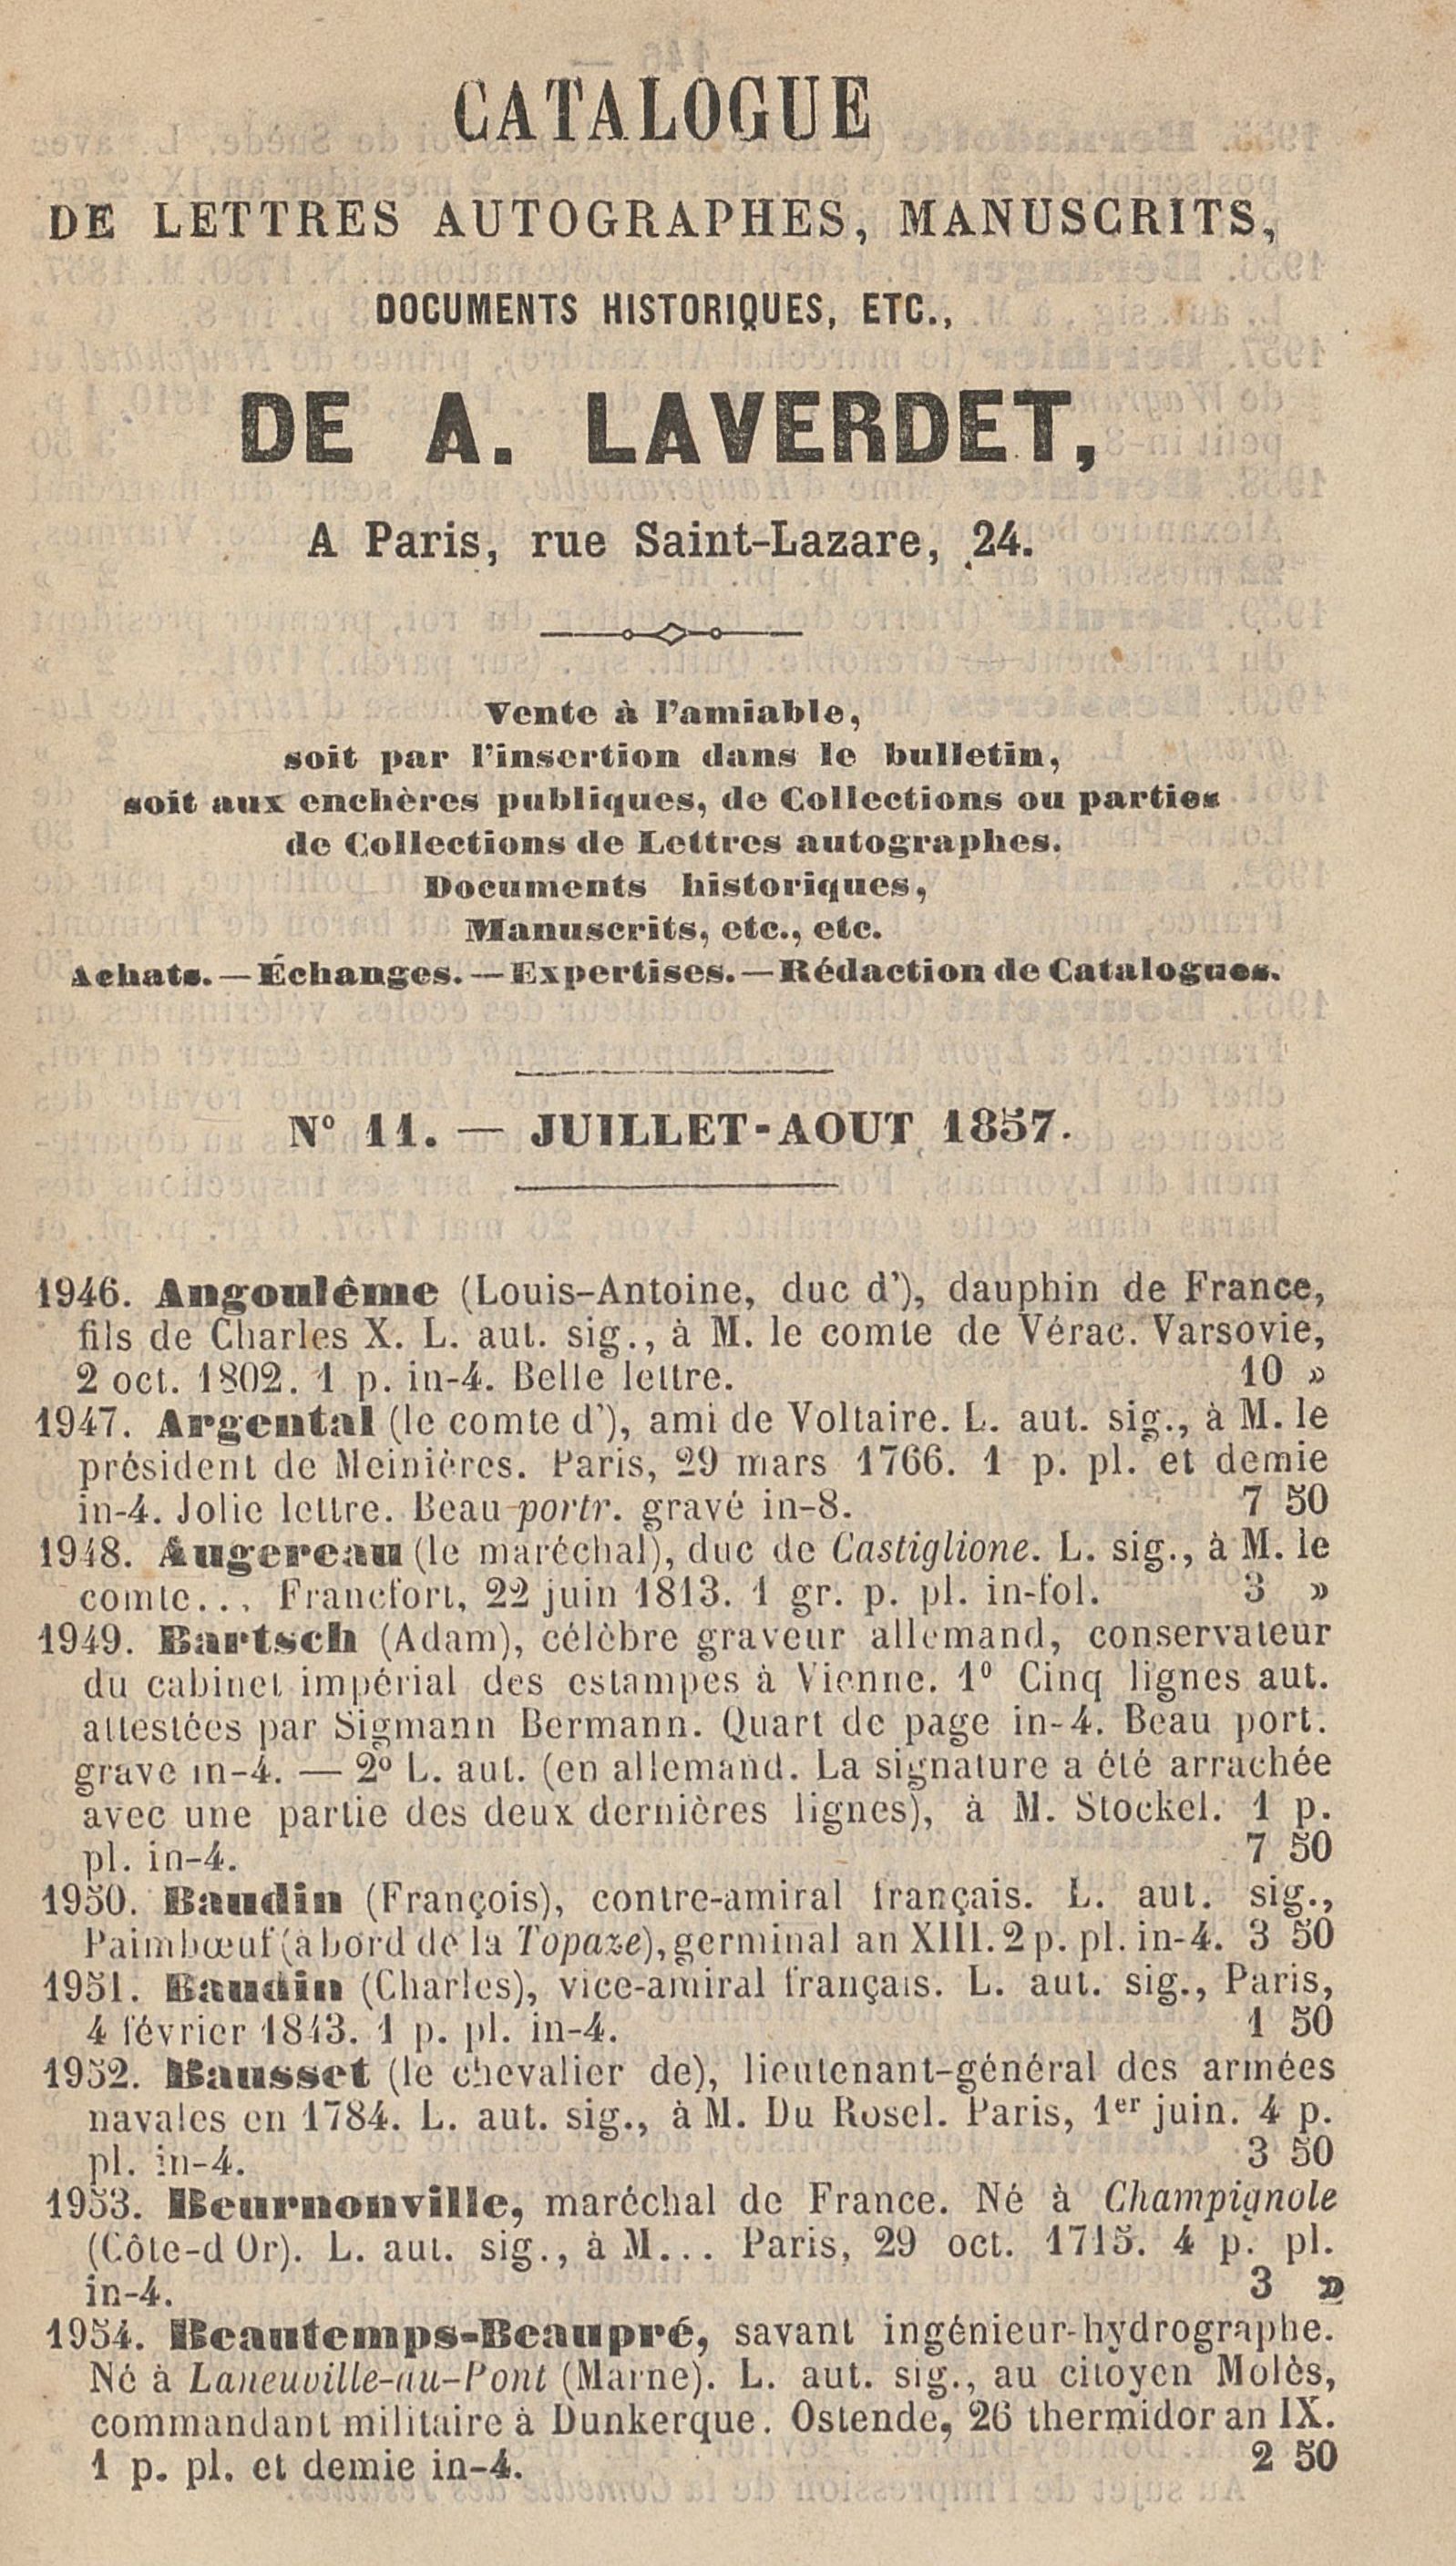 CATALOGUE
DE LETTRES AUTOGRAPHES, MANUSCRITS,
DOCUMENTS HISTORIQUES, ETC.,
DE A. LAVERDET,
A Paris, rue Saint-Lazare, 24.
Vente à l'amiable,
soit par l'insertion dans le bulletin,
soit aux enchères publiques, de Collections ou parties
de Collections de Lettres autographes.
Documents historiques,
Manuscrits, etc., etc.
Achats. — Échanges. — Expertises. — Rédaction de Catalogues.
N° 11. — JUILLET-AOUT 1857.
1946. Angoulême (Louis-Antoine, duc d'), dauphin de France,
fils de Charles X. L. aut. sig., à M. le comte de Vérac. Varsovie,
2 oct. 1802. 1 p. in-4. Belle lettre. 10 »
1947. Argental (le comte d'), ami de Voltaire. L. aut. sig., à M. le
président de Meinières. Paris, 29 mars 1766. 1 p. pl. et demie
in-4. Jolie lettre. Beau portr. gravé in-8. 7 50
1948. Augereau (le maréchal), duc de Castiglione. L. sig., à M. le
comte... Francfort, 22 juin 1813. 1 gr. p. pl. in-fol. 3 »
1949. Bartsch (Adam), célèbre graveur allemand, conservateur
du cabinet impérial des estampes à Vienne. 1° Cinq lignes aut.
attestées par Sigmann Bermann. Quart de page in-4. Beau port.
gravé in-4. — 2° L. aut. (en allemand. La signature a été arrachée
avec une partie des deux dernières lignes), à M. Stockel. 1 p.
pl. in-4. 7 50
1950. Baudin (François), contre-amiral français. L. aut. sig.,
Paimbœuf (à bord de la Topaze), germinal an XIII. 2 p. pl. in-4. 3 50
1951. Baudin (Charles), vice-amiral français. L. aut. sig., Paris,
4 février 1843. 1 p. pl. in-4. 1 50
1952. Bausset (le chevalier de), lieutenant-général des armées
navales en 1784. L. aut. sig., à M. Du Rosel. Paris, 1er juin. 4 p.
pl. in-4. 3 50
1953. Beurnonville, maréchal de France. Né à Champignole
(Côte-d'Or). L. aut. sig., à M... Paris, 29 oct. 1715. 4 p. pl.
in-4. 3 »
1954. Beautemps-Beaupré, savant ingénieur-hydrographe.
Né à Laneuville-au-Pont (Marne). L. aut. sig., au citoyen Molès,
commandant militaire à Dunkerque. Ostende, 26 thermidor an IX.
1 p. pl. et demie in-4. 2 50